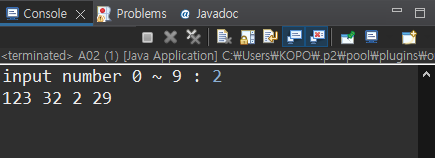 Console Problems Javadoc
<terminated> A02 (1) [Java Application] C:₩Users₩KOPO₩.p2₩pool₩plugins₩o
input number 0 ~ 9 : 2
123 32 2 29